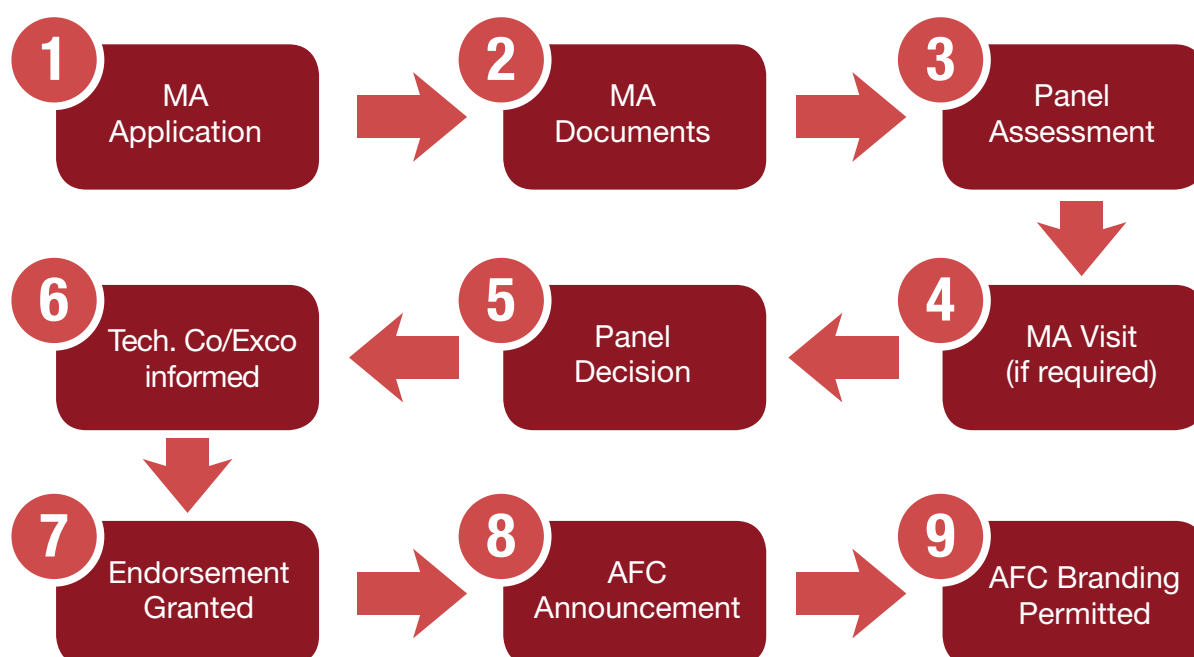 1
MA
Application
2
MA
Documents
3
Panel
Assessment
4
MA Visit
(if required)
5
Panel
Decision
6
Tech. Co/Exco
informed
7
Endorsement
Granted
8
AFC
Announcement
9
AFC Branding
Permitted